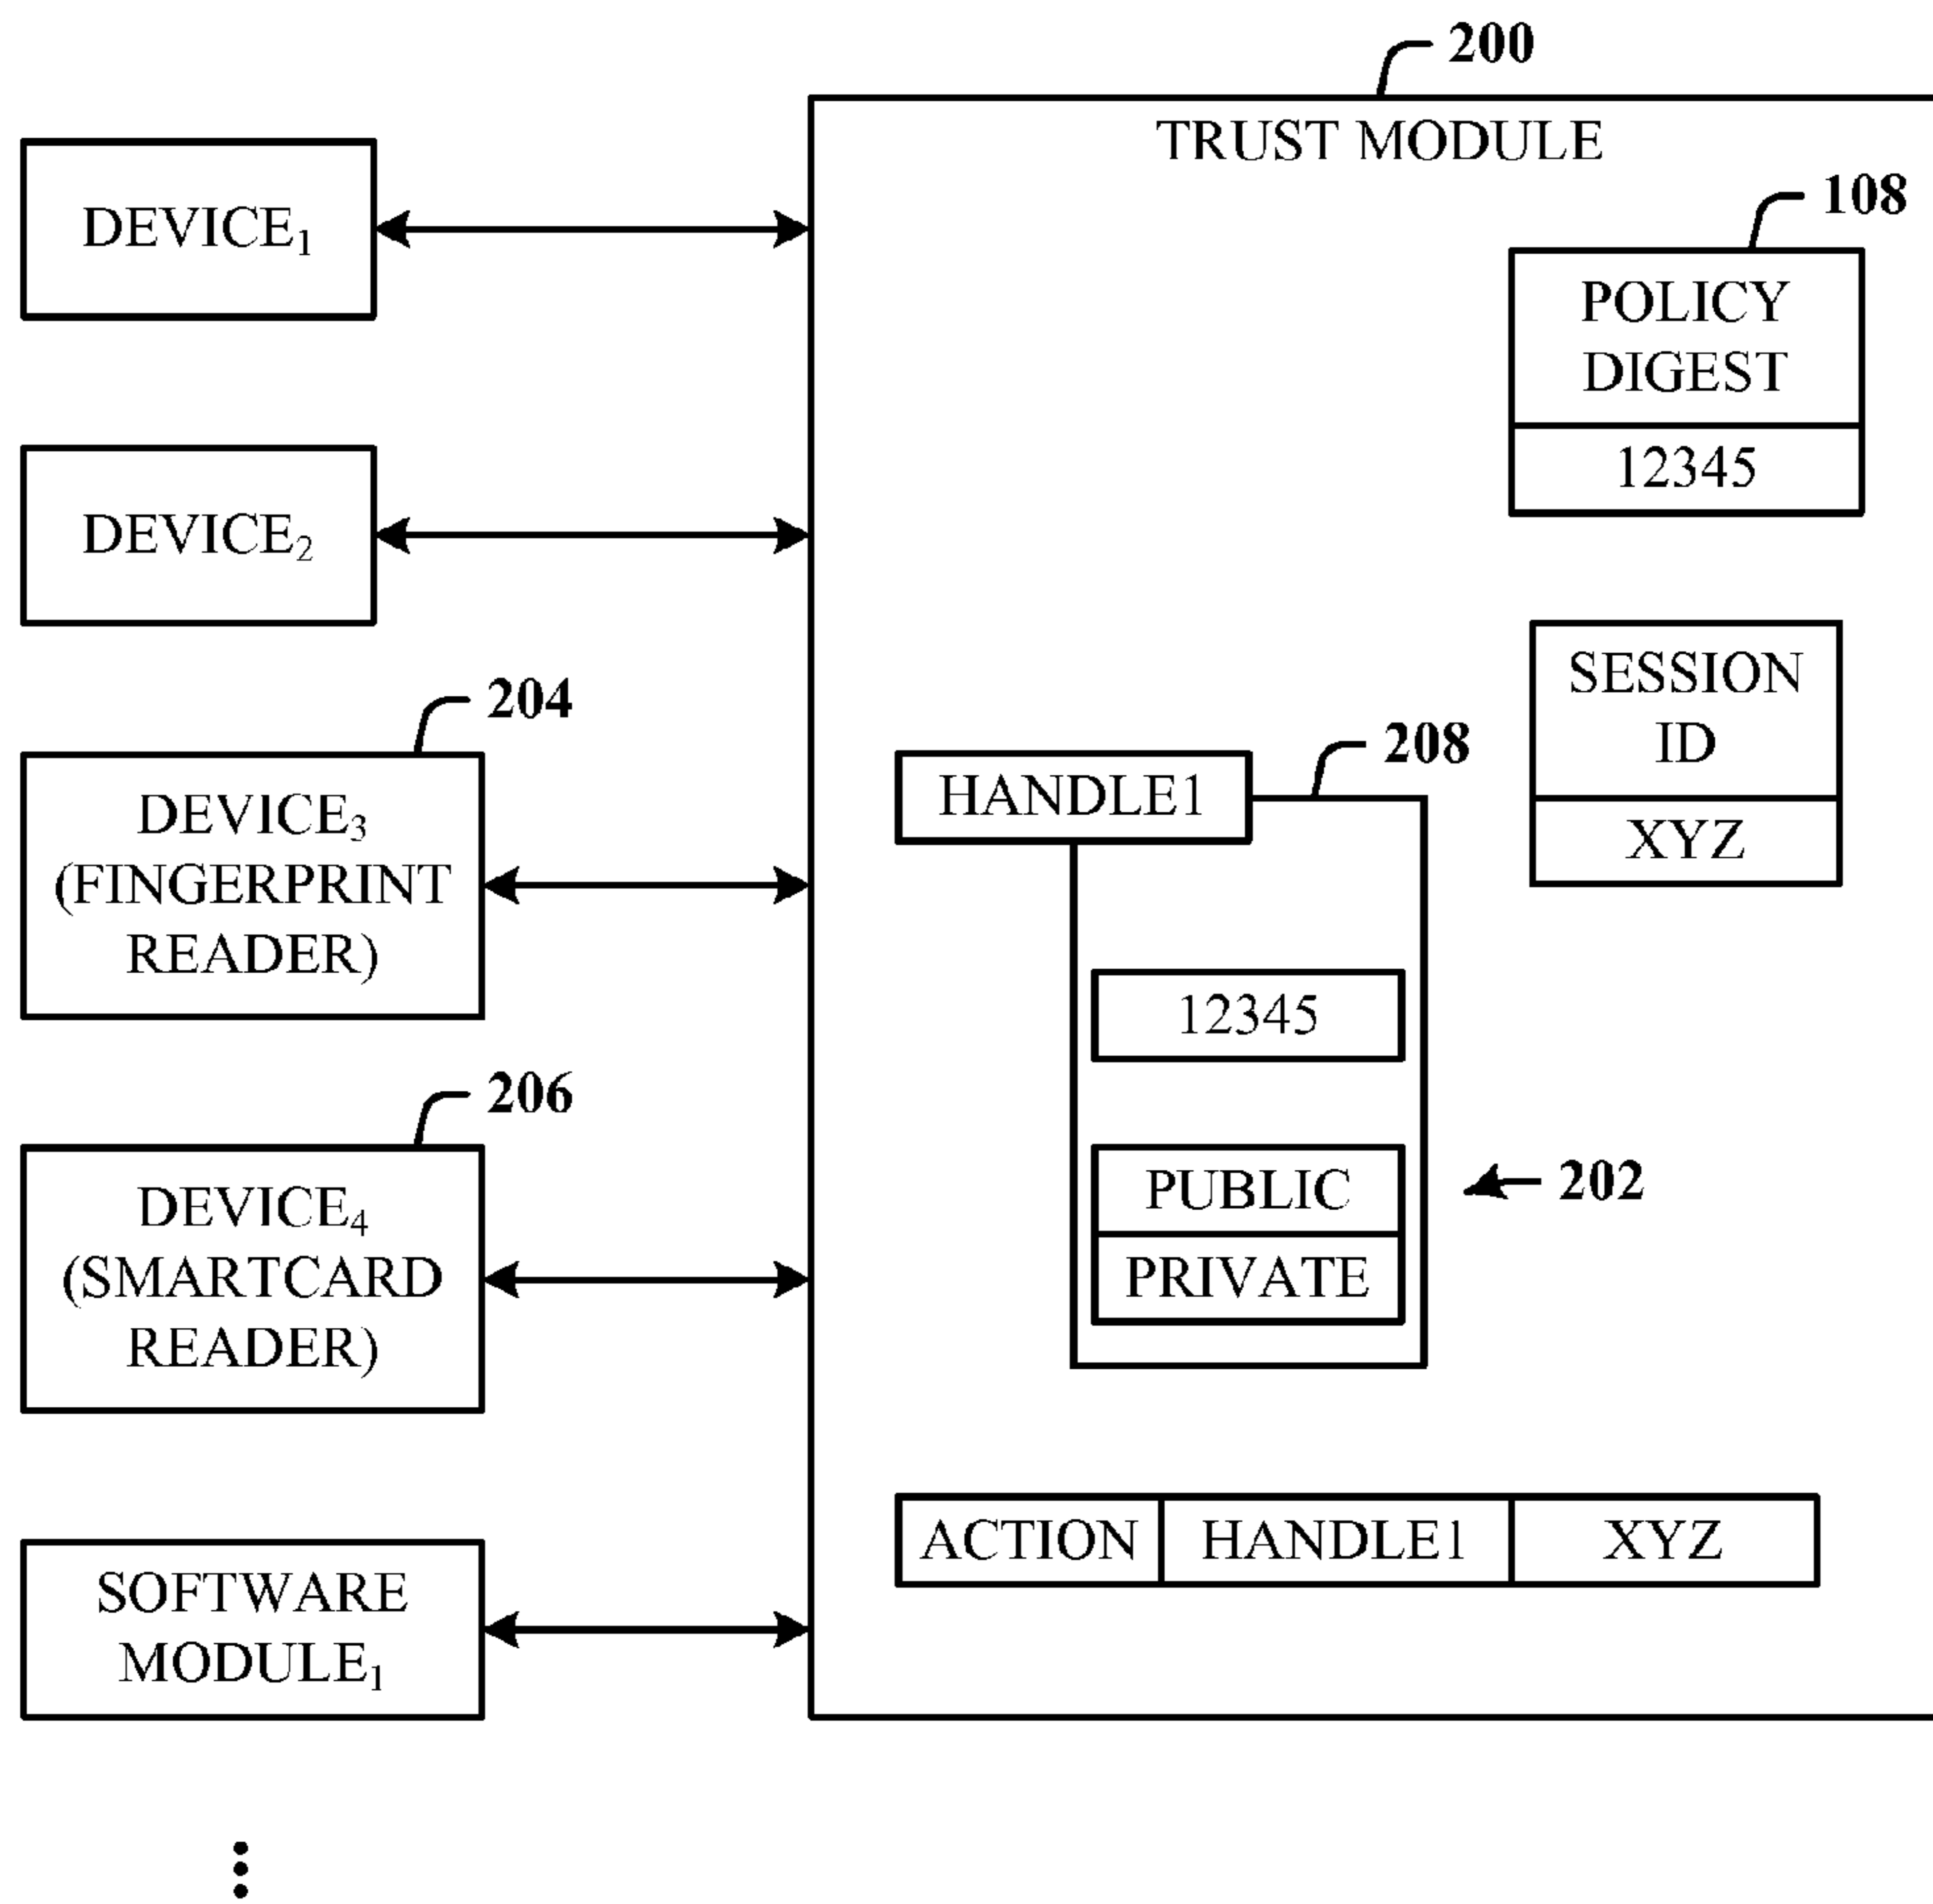 200
TRUST MODULE
108
DEVICE₁
POLICY
DIGEST
12345
DEVICE₂
SESSION
ID
XYZ
204
DEVICE₃
(FINGERPRINT
READER)
208
HANDLE1
12345
206
DEVICE₄
(SMARTCARD
READER)
PUBLIC
PRIVATE
202
ACTION HANDLE1 XYZ
SOFTWARE
MODULE₁